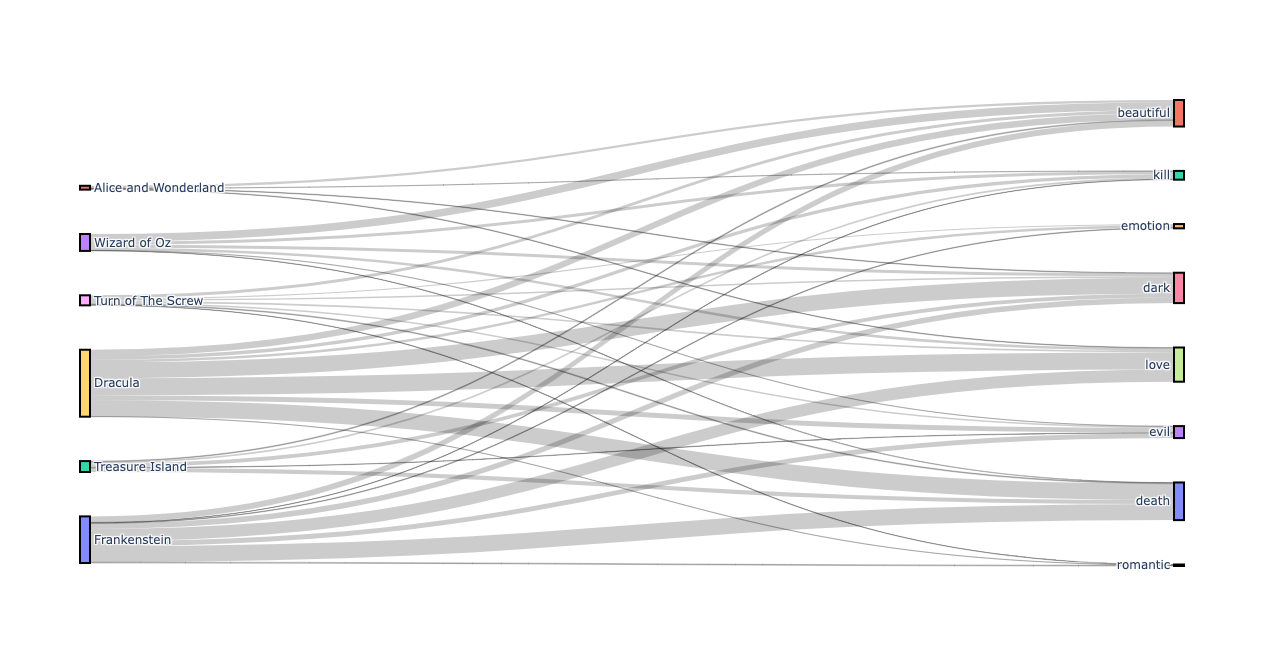 Alice and Wonderland
Wizard of Oz
Turn of The Screw
Dracula
Treasure Island
Frankenstein
beautiful
kill
emotion
dark
love
evil
death
romantic